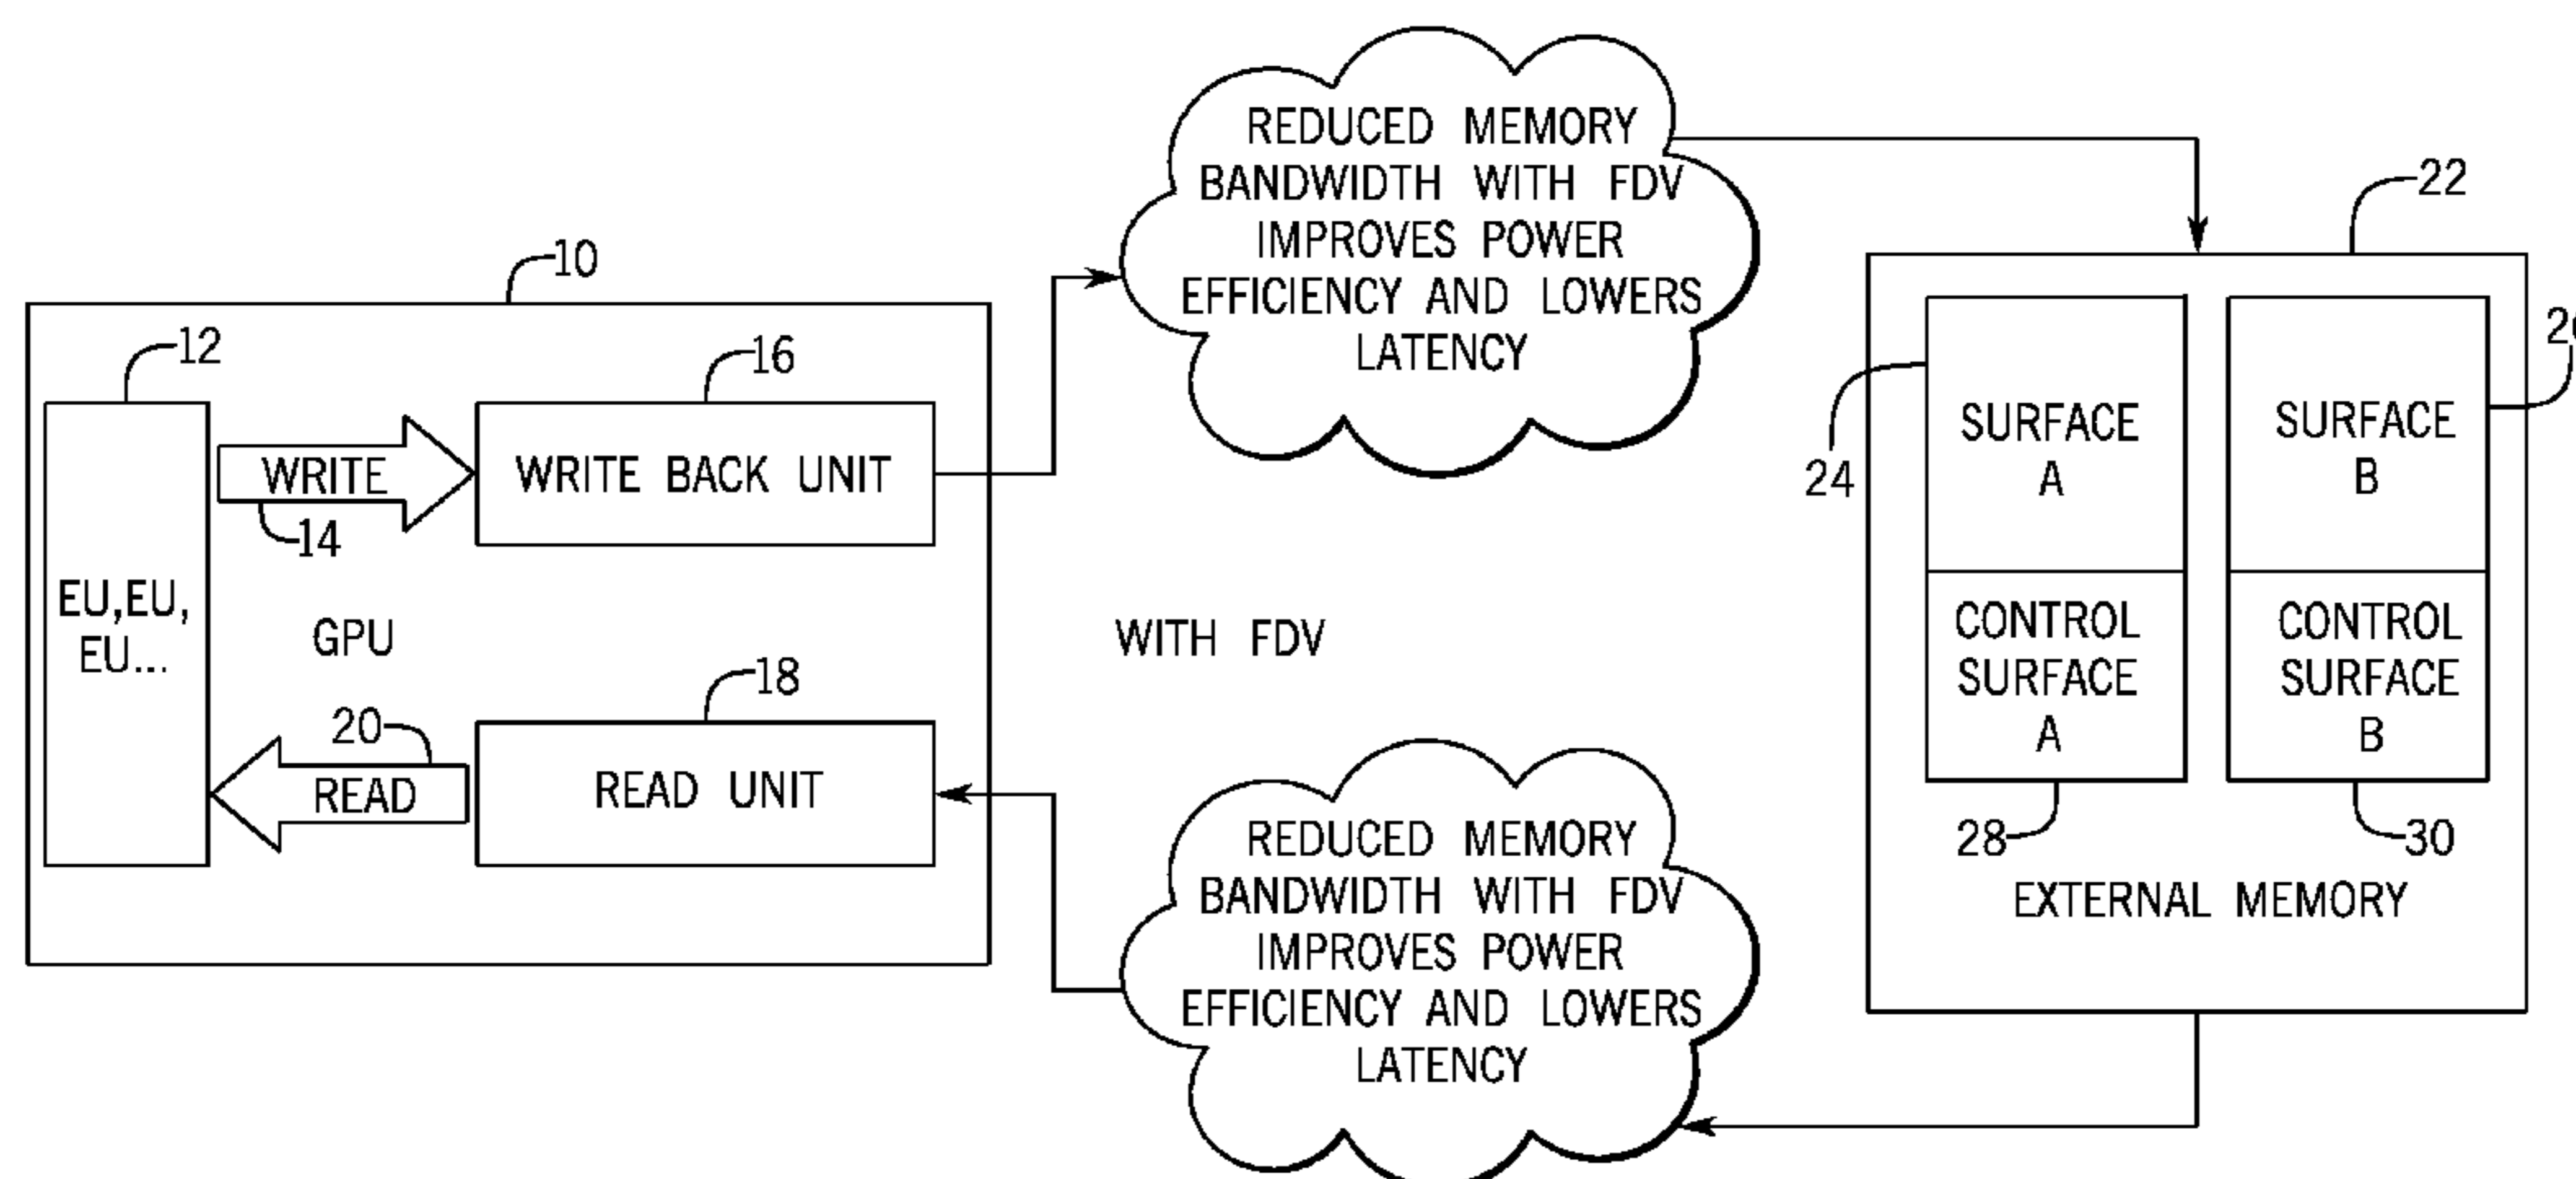 REDUCED MEMORY
BANDWIDTH WITH FDV
IMPROVES POWER
EFFICIENCY AND LOWERS
LATENCY
22
10
12
16
24
SURFACE
A
SURFACE
B
WRITE
14
WRITE BACK UNIT
EU,EU,
EU...
GPU
WITH FDV
CONTROL
SURFACE
A
CONTROL
SURFACE
B
18
20
READ
READ UNIT
28
30
EXTERNAL MEMORY
REDUCED MEMORY
BANDWIDTH WITH FDV
IMPROVES POWER
EFFICIENCY AND LOWERS
LATENCY